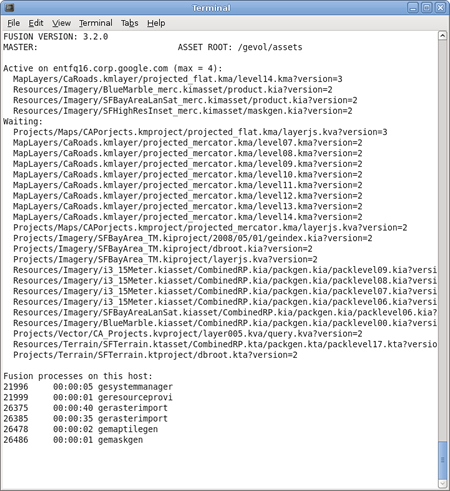 Terminal
File Edit View Terminal Tabs Help
FUSION VERSION: 3.2.0
MASTER: ASSET ROOT: /gevol/assets
Active on entfq16.corp.google.com (max = 4):
MapLayers/CaRoads.kmlayer/projected_flat.kma/level14.kma?version=3
Resources/Imagery/BlueMarble_merc.kimasset/product.kia?version=2
Resources/Imagery/SFBayAreaLanSat_merc.kimasset/product.kia?version=2
Resources/Imagery/SFHighResInset_merc.kimasset/maskgen.kia?version=2
Waiting:
Projects/Maps/CAPorjects.kmproject/projected_flat.kma/layerjs.kva?version=3
MapLayers/CaRoads.kmlayer/projected_mercator.kma/level07.kma?version=2
MapLayers/CaRoads.kmlayer/projected_mercator.kma/level08.kma?version=2
MapLayers/CaRoads.kmlayer/projected_mercator.kma/level09.kma?version=2
MapLayers/CaRoads.kmlayer/projected_mercator.kma/level10.kma?version=2
MapLayers/CaRoads.kmlayer/projected_mercator.kma/level11.kma?version=2
MapLayers/CaRoads.kmlayer/projected_mercator.kma/level12.kma?version=2
MapLayers/CaRoads.kmlayer/projected_mercator.kma/level13.kma?version=2
MapLayers/CaRoads.kmlayer/projected_mercator.kma/level14.kma?version=2
Projects/Maps/CAPorjects.kmproject/projected_mercator.kma/layerjs.kva?version=2
Projects/Imagery/SFBayArea_TM.kiproject/2008/05/01/geindex.kia?version=2
Projects/Imagery/SFBayArea_TM.kiproject/dbroot.kia?version=2
Projects/Imagery/SFBayArea_TM.kiproject/layerjs.kva?version=2
Resources/Imagery/i3_15Meter.kiasset/CombinedRP.kia/packgen.kia/packlevel09.kia?versi
Resources/Imagery/i3_15Meter.kiasset/CombinedRP.kia/packgen.kia/packlevel08.kia?versi
Resources/Imagery/i3_15Meter.kiasset/CombinedRP.kia/packgen.kia/packlevel07.kia?versi
Resources/Imagery/i3_15Meter.kiasset/CombinedRP.kia/packgen.kia/packlevel06.kia?versi
Resources/Imagery/SFBayAreaLanSat.kiasset/CombinedRP.kia/packgen.kia/packlevel06.kia?
Resources/Imagery/BlueMarble.kiasset/CombinedRP.kia/packgen.kia/packlevel00.kia?versi
Projects/Vector/CA_Projects.kvproject/layer005.kva/query.kva?version=2
Resources/Terrain/SFTerrain.ktasset/CombinedRP.kta/packgen.kta/packlevel17.kta?versio
Projects/Terrain/SFTerrain.ktproject/dbroot.kta?version=2
Fusion processes on this host:
21996 00:00:05 gesystemmanager
21999 00:00:01 geresourceprovi
26375 00:00:40 gerasterimport
26385 00:00:35 gerasterimport
26478 00:00:02 gemaptilegen
26486 00:00:01 gemaskgen